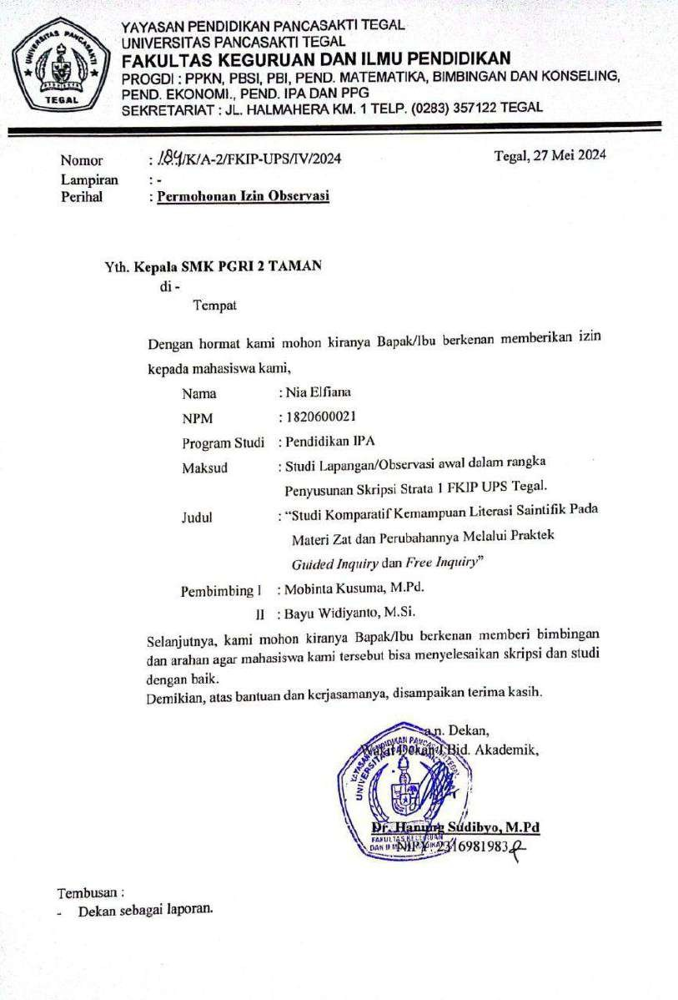 YAYASAN PENDIDIKAN PANCASAKTI TEGAL
UNIVERSITAS PANCASAKTI TEGAL
FAKULTAS KEGURUAN DAN ILMU PENDIDIKAN
PROGDI : PPKN, PBSI, PBI, PEND. MATEMATIKA, BIMBINGAN DAN KONSELING,
PEND. EKONOMI., PEND. IPA DAN PPG
SEKRETARIAT : JL. HALMAHERA KM. 1 TELP. (0283) 357122 TEGAL
UNIVERSITAS PANCASAKTI
TEGAL
Nomor : /K/A-2/FKIP-UPS/IV/2024 Tegal, 27 Mei 2024
Lampiran : -
Perihal : Permohonan Izin Observasi
Yth. Kepala SMK PGRI 2 TAMAN
di -
Tempat
Dengan hormat kami mohon kiranya Bapak/Ibu berkenan memberikan izin
kepada mahasiswa kami,
Nama : Nia Elfiana
NPM : 1820600021
Program Studi : Pendidikan IPA
Maksud : Studi Lapangan/Observasi awal dalam rangka
Penyusunan Skripsi Strata 1 FKIP UPS Tegal.
Judul : “Studi Komparatif Kemampuan Literasi Saintifik Pada
Materi Zat dan Perubahannya Melalui Praktek
Guided Inquiry dan Free Inquiry”
Pembimbing I : Mobinta Kusuma, M.Pd.
II : Bayu Widiyanto, M.Si.
Selanjutnya, kami mohon kiranya Bapak/Ibu berkenan memberi bimbingan
dan arahan agar mahasiswa kami tersebut bisa menyelesaikan skripsi dan studi
dengan baik.
Demikian, atas bantuan dan kerjasamanya, disampaikan terima kasih.
a.n. Dekan,
Wakil Dekan I Bid. Akademik,
YAYASAN PENDIDIKAN PANCASAKTI TEGAL
UNIVERSITAS PANCASAKTI
FAKULTAS KEGURUAN
DAN ILMU PENDIDIKAN
Dr. Hanung Sudibyo, M.Pd
NIPY. 2316981983
Tembusan :
- Dekan sebagai laporan.